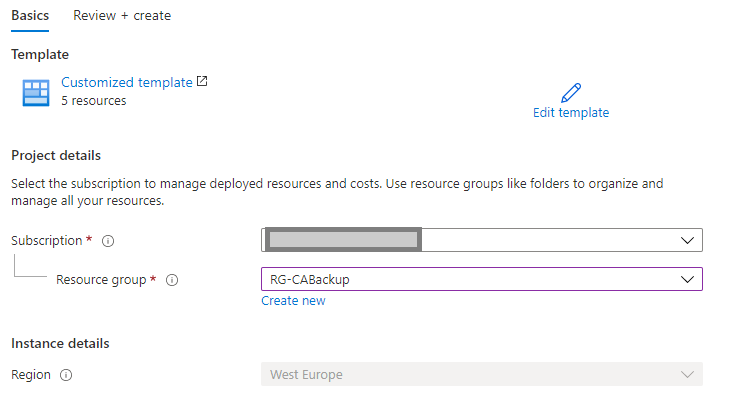 Basics Review + create
Template
Customized template
5 resources
Edit template
Project details
Select the subscription to manage deployed resources and costs. Use resource groups like folders to organize and
manage all your resources.
Subscription *
Resource group *
RG-CABackup
Create new
Instance details
Region
West Europe